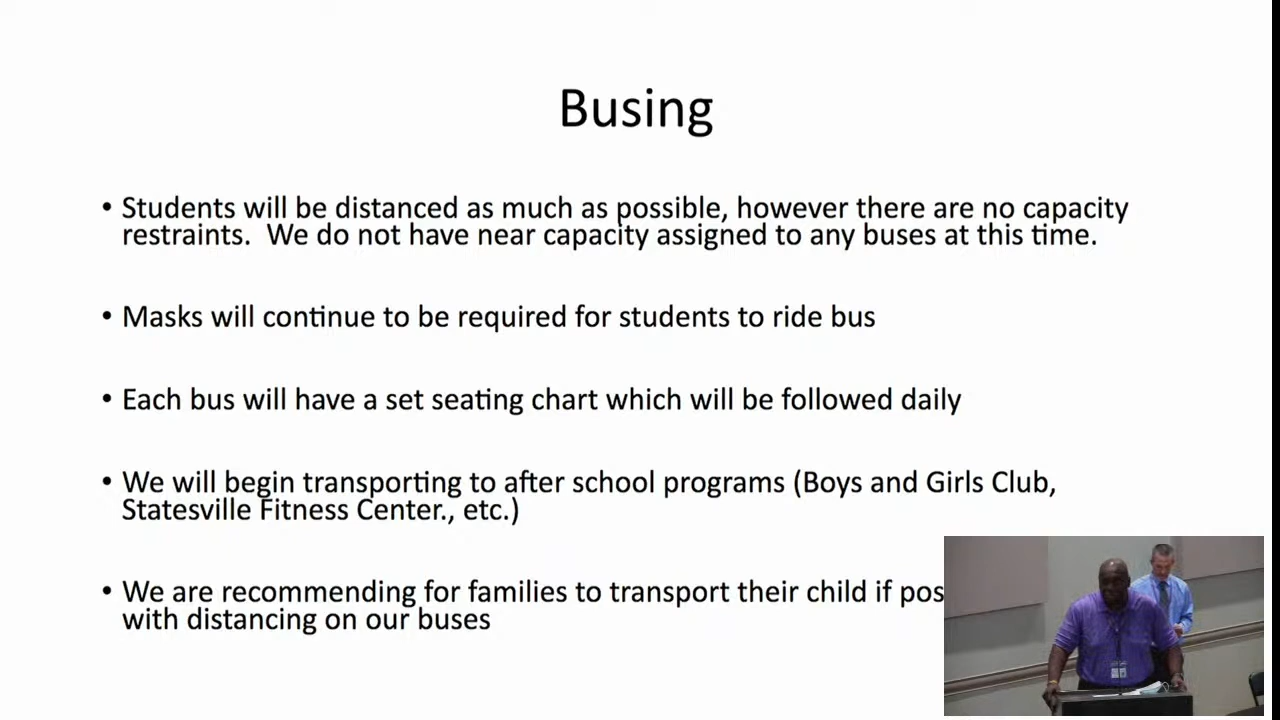 Busing
• Students will be distanced as much as possible, however there are no capacity
restraints.  We do not have near capacity assigned to any buses at this time.
• Masks will continue to be required for students to ride bus
• Each bus will have a set seating chart which will be followed daily
• We will begin transporting to after school programs (Boys and Girls Club,
Statesville Fitness Center., etc.)
• We are recommending for families to transport their child if
with distancing on our buses